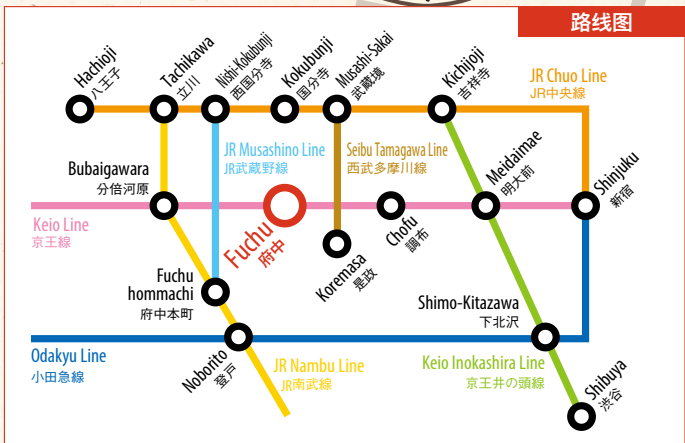 路线图
Hachioji
八王子
Tachikawa
立川
Nishi-Kokubunji
西国分寺
Kokubunji
国分寺
Musashi-Sakai
武蔵境
Kichijoji
吉祥寺
JR Chuo Line
JR中央線
JR Musashino Line
JR武蔵野線
Seibu Tamagawa Line
西武多摩川線
Bubaigawara
分倍河原
Meidaimae
明大前
Shinjuku
新宿
Keio Line
京王線
Fuchu
府中
Chofu
調布
Koremasa
是政
Fuchu
hommachi
府中本町
Shimo-Kitazawa
下北沢
Odakyu Line
小田急線
Noborito
登戸
JR Nambu Line
JR南武線
Keio Inokashira Line
京王井の頭線
Shibuya
渋谷